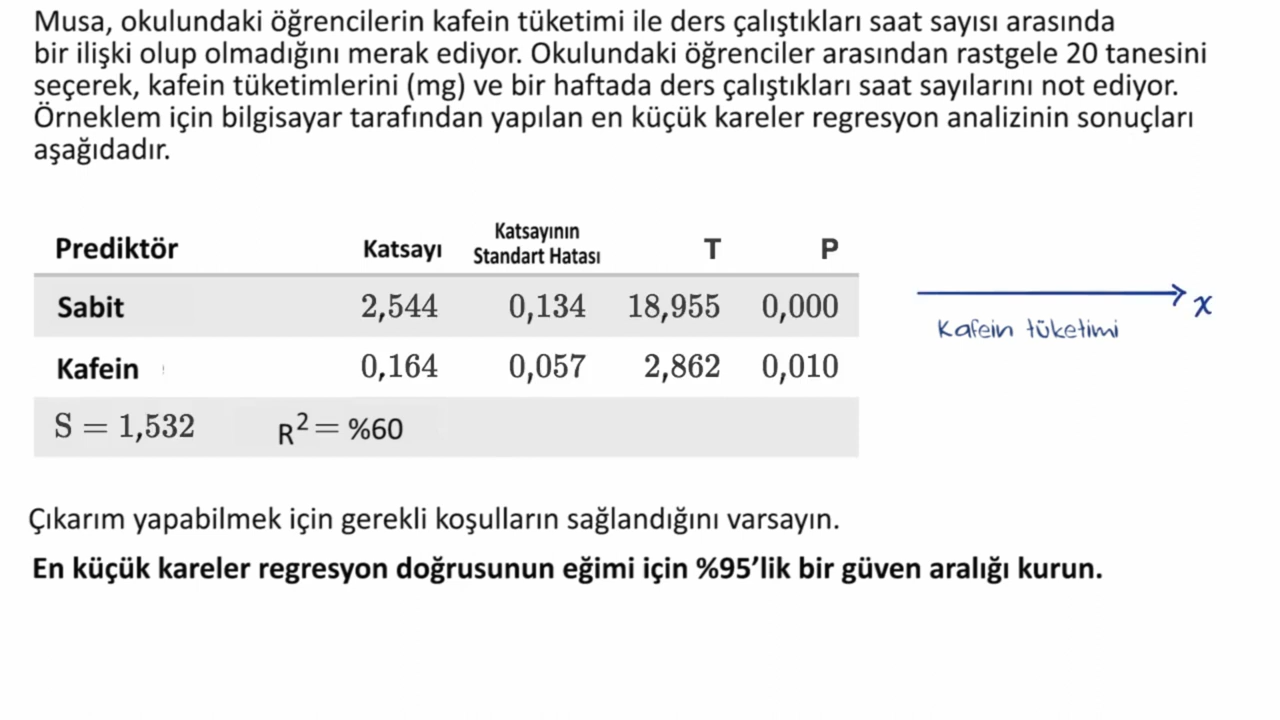 Musa, okulundaki öğrencilerin kafein tüketimi ile ders çalıştıkları saat sayısı arasında
bir ilişki olup olmadığını merak ediyor. Okulundaki öğrenciler arasından rastgele 20 tanesini
seçerek, kafein tüketimlerini (mg) ve bir haftada ders çalıştıkları saat sayılarını not ediyor.
Örneklem için bilgisayar tarafından yapılan en küçük kareler regresyon analizinin sonuçları
aşağıdadır.
Prediktör Katsayı Katsayının Standart Hatası T P
Sabit 2,544 0,134 18,955 0,000
Kafein 0,164 0,057 2,862 0,010
S = 1,532 R² = %60
x
Kafein tüketimi
Çıkarım yapabilmek için gerekli koşulların sağlandığını varsayın.
En küçük kareler regresyon doğrusunun eğimi için %95’lik bir güven aralığı kurun.